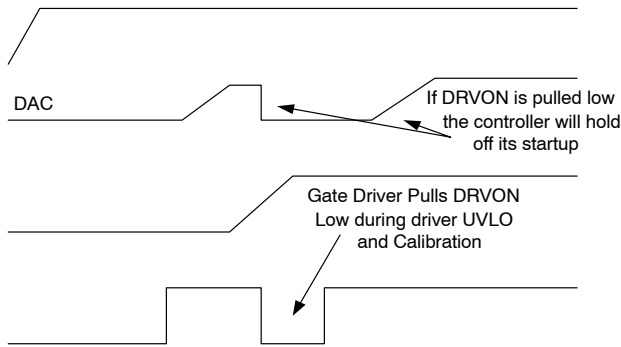 DAC
If DRVON is pulled low
the controller will hold
off its startup
Gate Driver Pulls DRVON
Low during driver UVLO
and Calibration